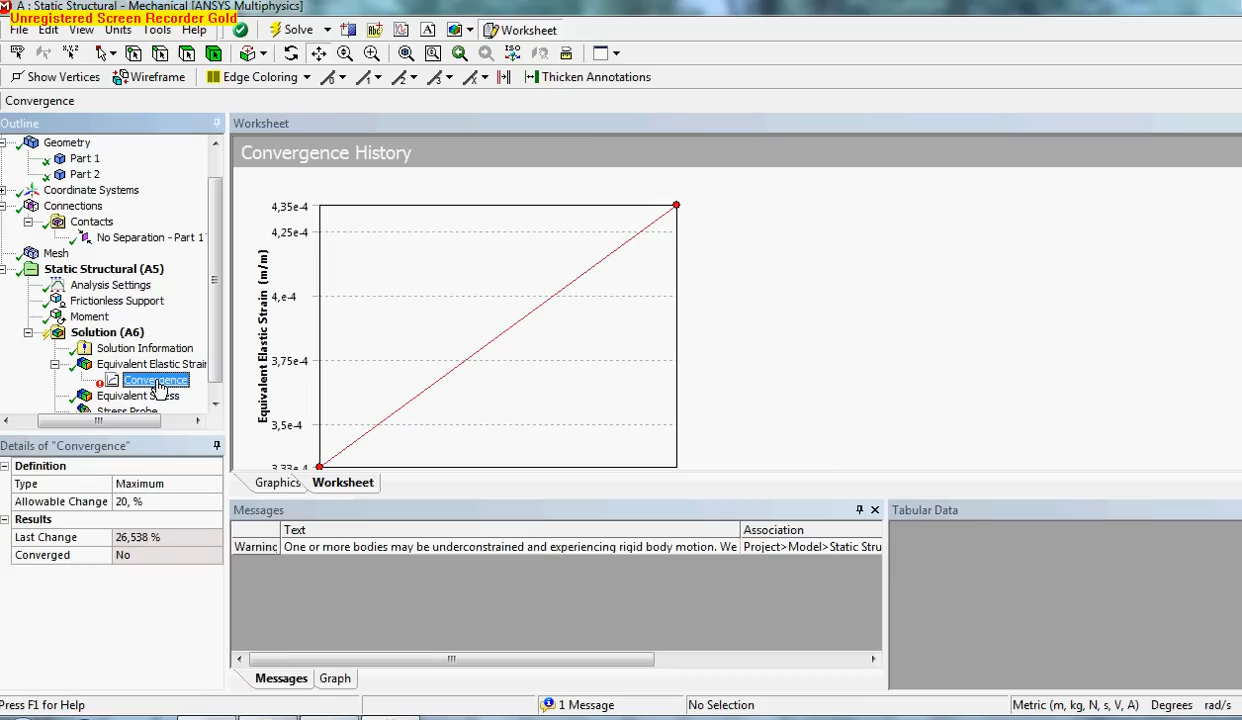 A : Static Structural - Mechanical [ANSYS Multiphysics]
Unregistered Screen Recorder Gold
File Edit View Units Tools Help Solve Worksheet
Show Vertices Wireframe Edge Coloring Thicken Annotations
Convergence
Outline
Geometry
Part 1
Part 2
Coordinate Systems
Connections
Contacts
No Separation - Part 1
Mesh
Static Structural (A5)
Analysis Settings
Frictionless Support
Moment
Solution (A6)
Solution Information
Equivalent Elastic Strain
Convergence
Equivalent Stress
Stress Probe
Details of "Convergence"
Definition
Type Maximum
Allowable Change 20, %
Results
Last Change 26,538 %
Converged No
Worksheet
Convergence History
Equivalent Elastic Strain (m/m)
4,35e-4
4,25e-4
4,e-4
3,75e-4
3,5e-4
3,33e-4
Graphics Worksheet
Messages
Text Association
Warning One or more bodies may be underconstrained and experiencing rigid body motion. We Project>Model>Static Stru
Messages Graph
Tabular Data
Press F1 for Help 1 Message No Selection Metric (m, kg, N, s, V, A) Degrees rad/s